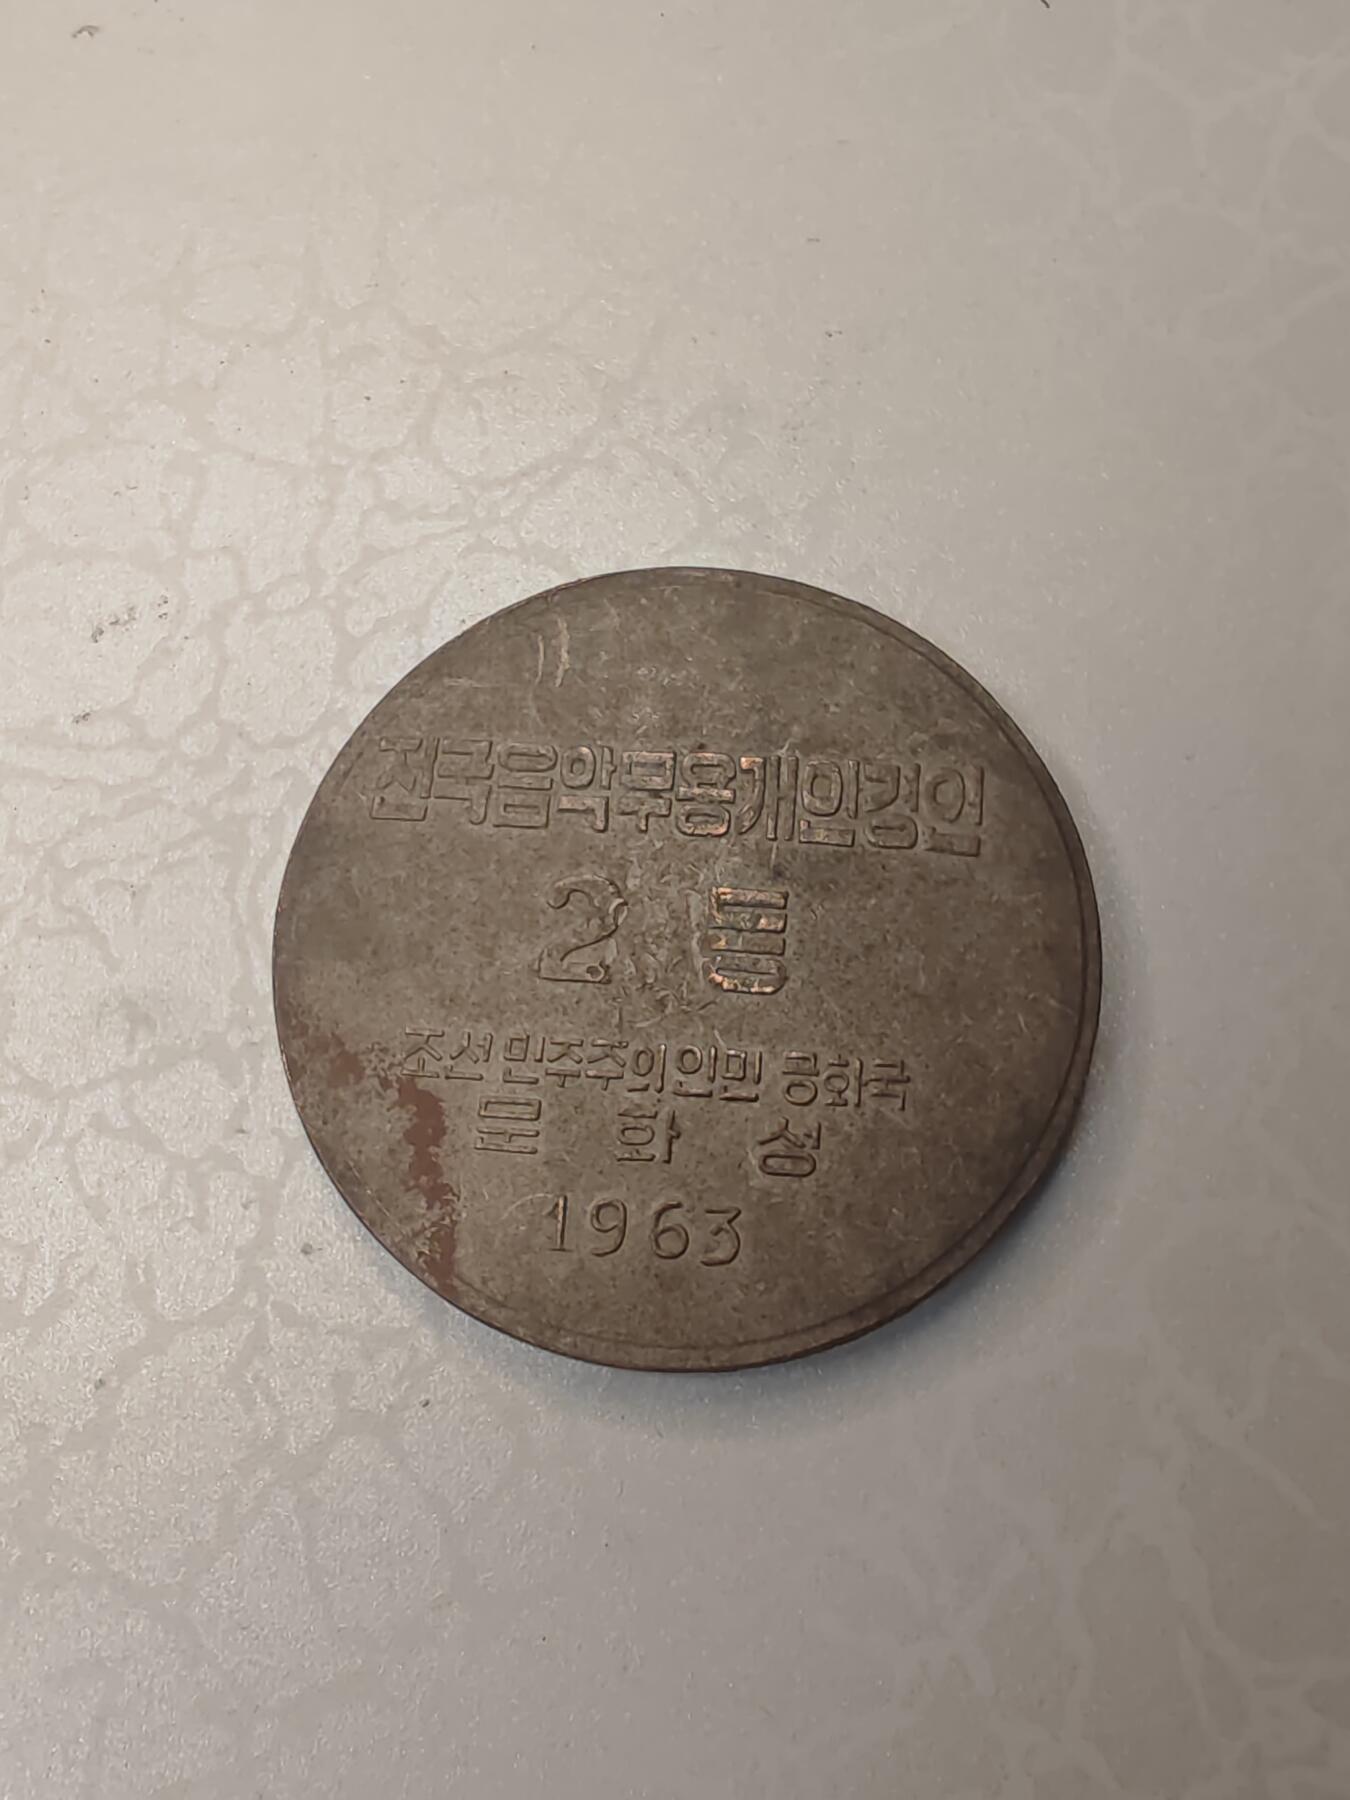 전국음악무용개인경연
2 등
조선 민주주의 인민 공화국
문 화 성
1963